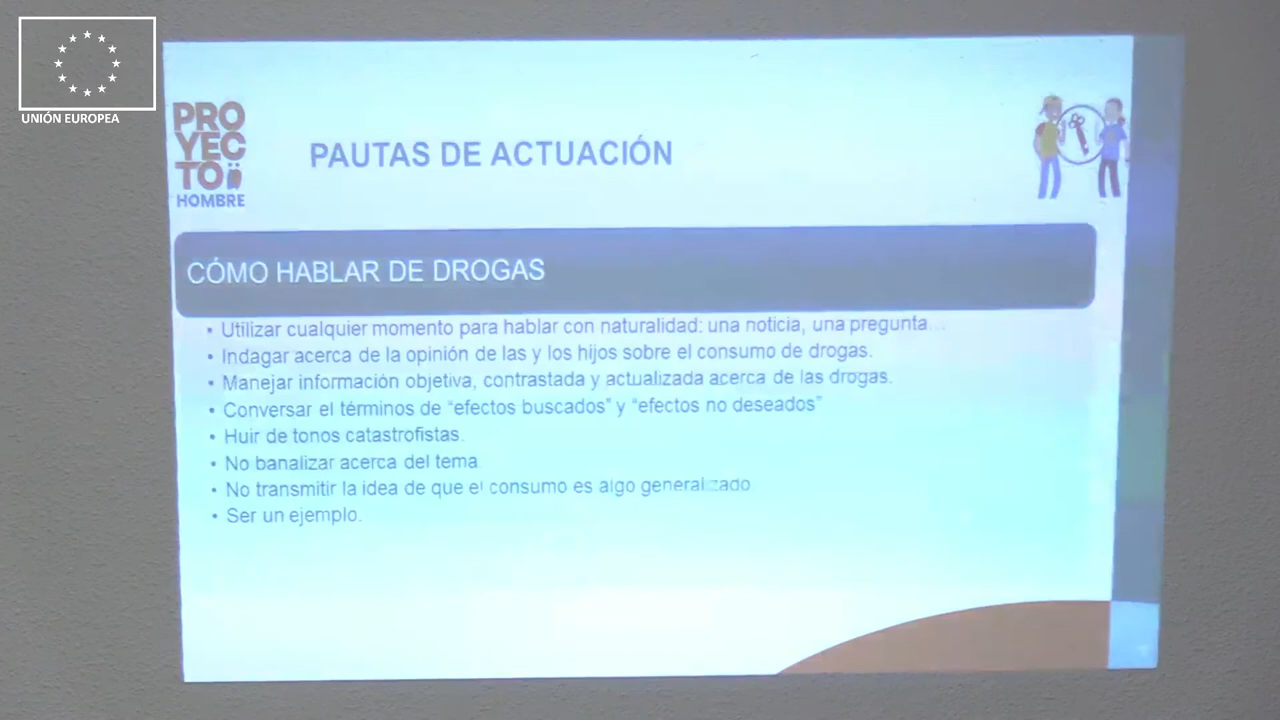 UNIÓN EUROPEA
PRO
YEC
TO
HOMBRE
PAUTAS DE ACTUACIÓN
CÓMO HABLAR DE DROGAS
• Utilizar cualquier momento para hablar con naturalidad: una noticia, una pregunta...
• Indagar acerca de la opinión de las y los hijos sobre el consumo de drogas.
• Manejar información objetiva, contrastada y actualizada acerca de las drogas.
• Conversar el términos de “efectos buscados” y “efectos no deseados”
• Huir de tonos catastrofistas.
• No banalizar acerca del tema.
• No transmitir la idea de que el consumo es algo generalizado.
• Ser un ejemplo.